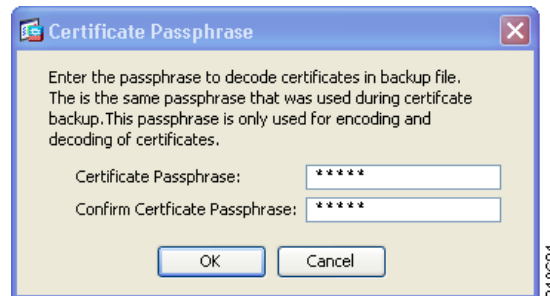 Certificate Passphrase
Enter the passphrase to decode certificates in backup file.
The is the same passphrase that was used during certifcate
backup.This passphrase is only used for encoding and
decoding of certificates.
Certificate Passphrase: *****
Confirm Certficate Passphrase: *****
OK Cancel